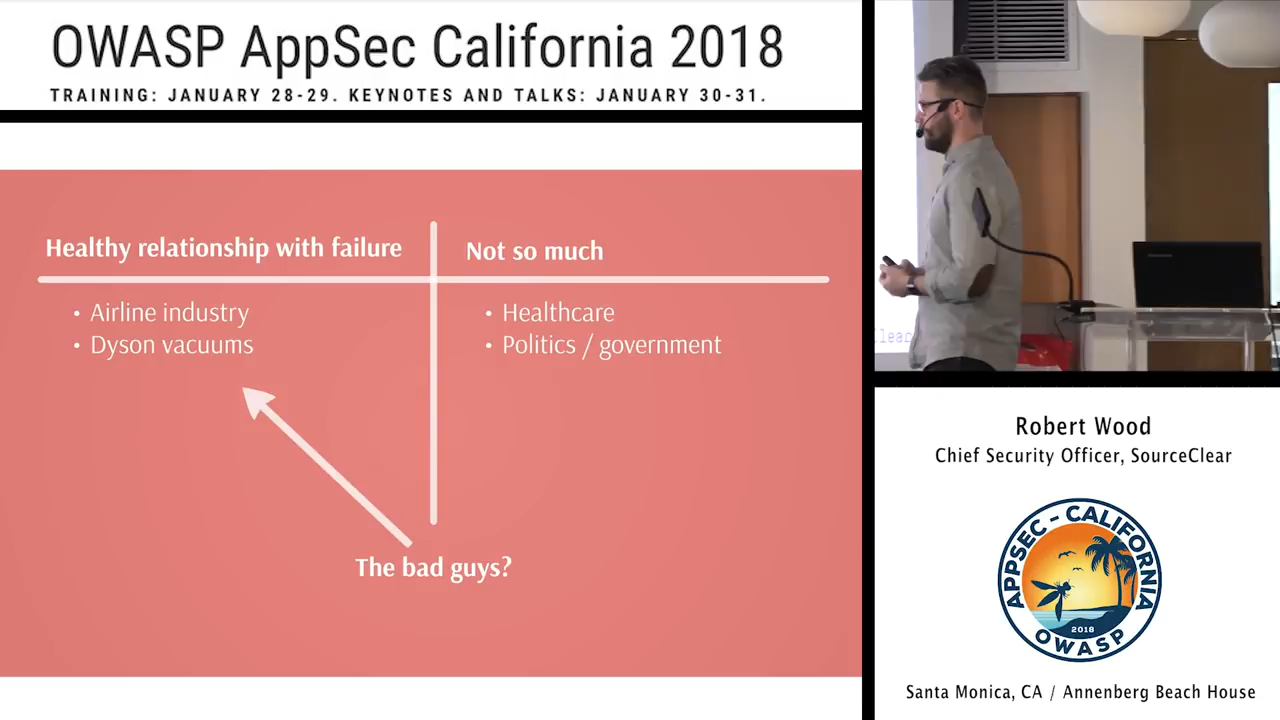 OWASP AppSec California 2018
TRAINING: JANUARY 28-29. KEYNOTES AND TALKS: JANUARY 30-31.
Healthy relationship with failure
Not so much
• Airline industry
• Dyson vacuums
• Healthcare
• Politics / government
The bad guys?
Robert Wood
Chief Security Officer, SourceClear
APPSEC - CALIFORNIA
2018
OWASP
Santa Monica, CA / Annenberg Beach House